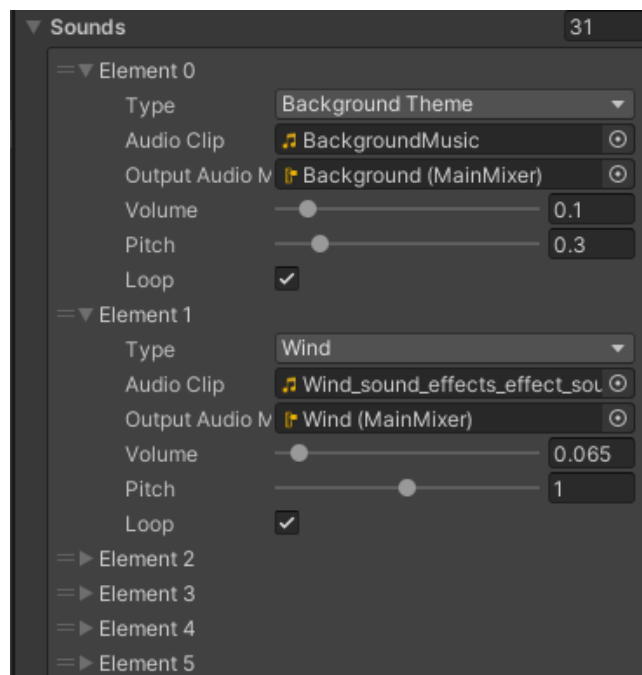 Sounds 31
Element 0
Type Background Theme
Audio Clip BackgroundMusic
Output Audio M Background (MainMixer)
Volume 0.1
Pitch 0.3
Loop
Element 1
Type Wind
Audio Clip Wind_sound_effects_effect_sou
Output Audio M Wind (MainMixer)
Volume 0.065
Pitch 1
Loop
Element 2
Element 3
Element 4
Element 5